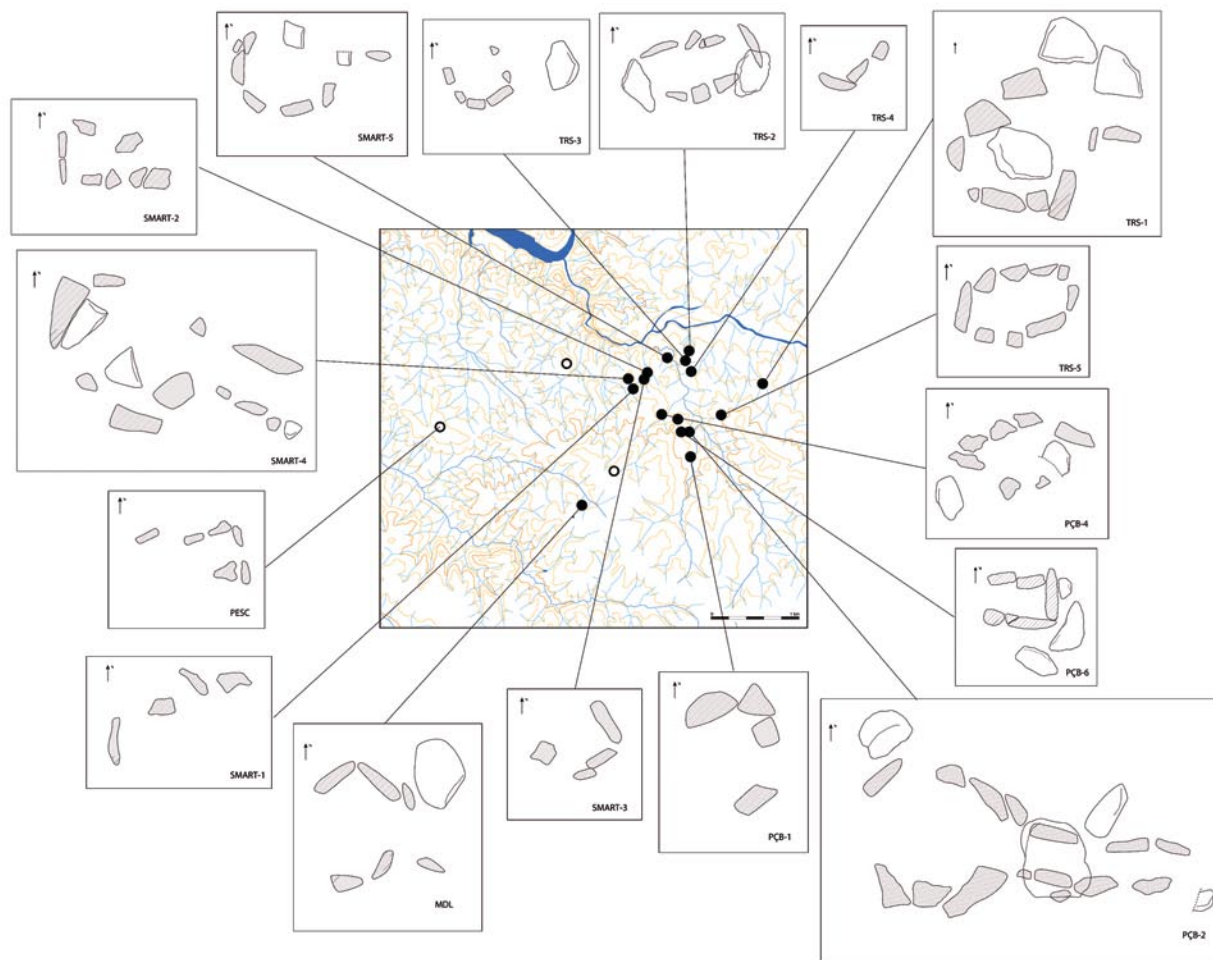 SMART-5
TRS-3
TRS-2
TRS-4
TRS-1
SMART-2
SMART-4
TRS-5
PÇB-4
PESC
PÇB-6
SMART-1
MDL
SMART-3
PÇB-1
PÇB-2